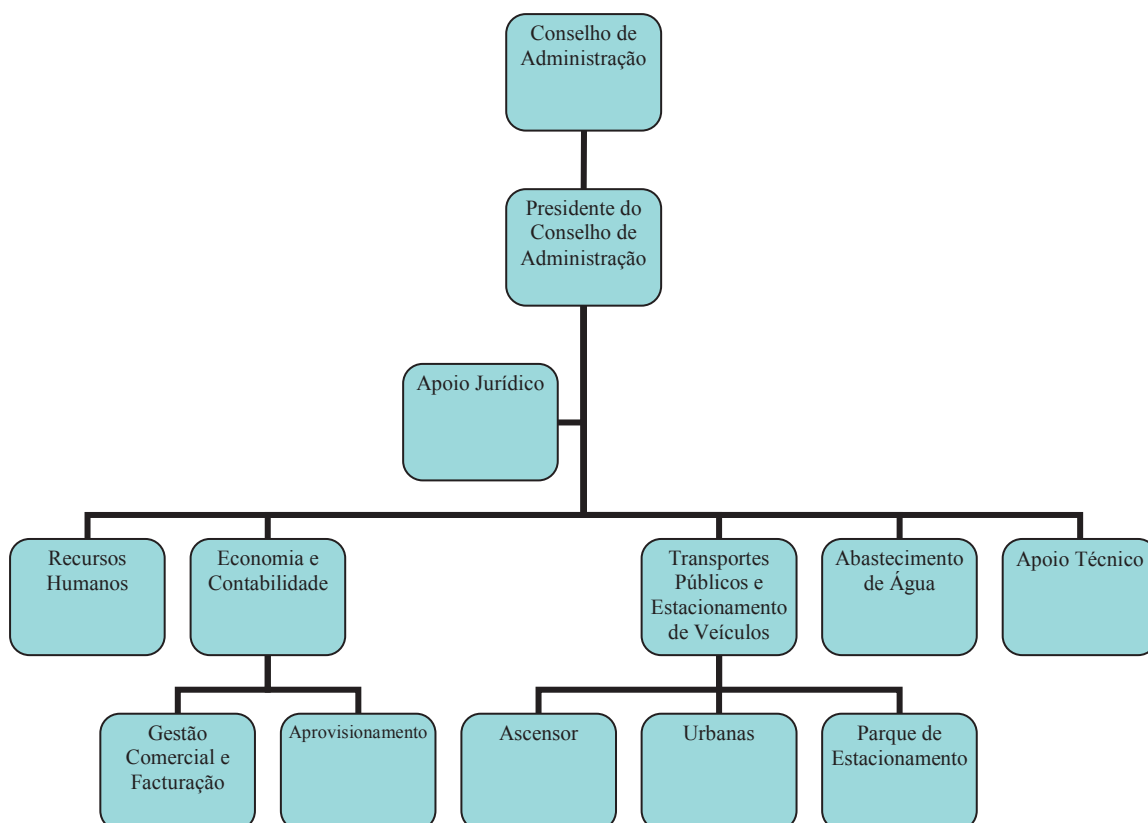 Conselho de
Administração
Presidente do
Conselho de
Administração
Apoio Jurídico
Recursos
Humanos
Economia e
Contabilidade
Transportes
Públicos e
Estacionamento
de Veículos
Abastecimento
de Água
Apoio Técnico
Gestão
Comercial e
Facturação
Aprovisionamento
Ascensor
Urbanas
Parque de
Estacionamento